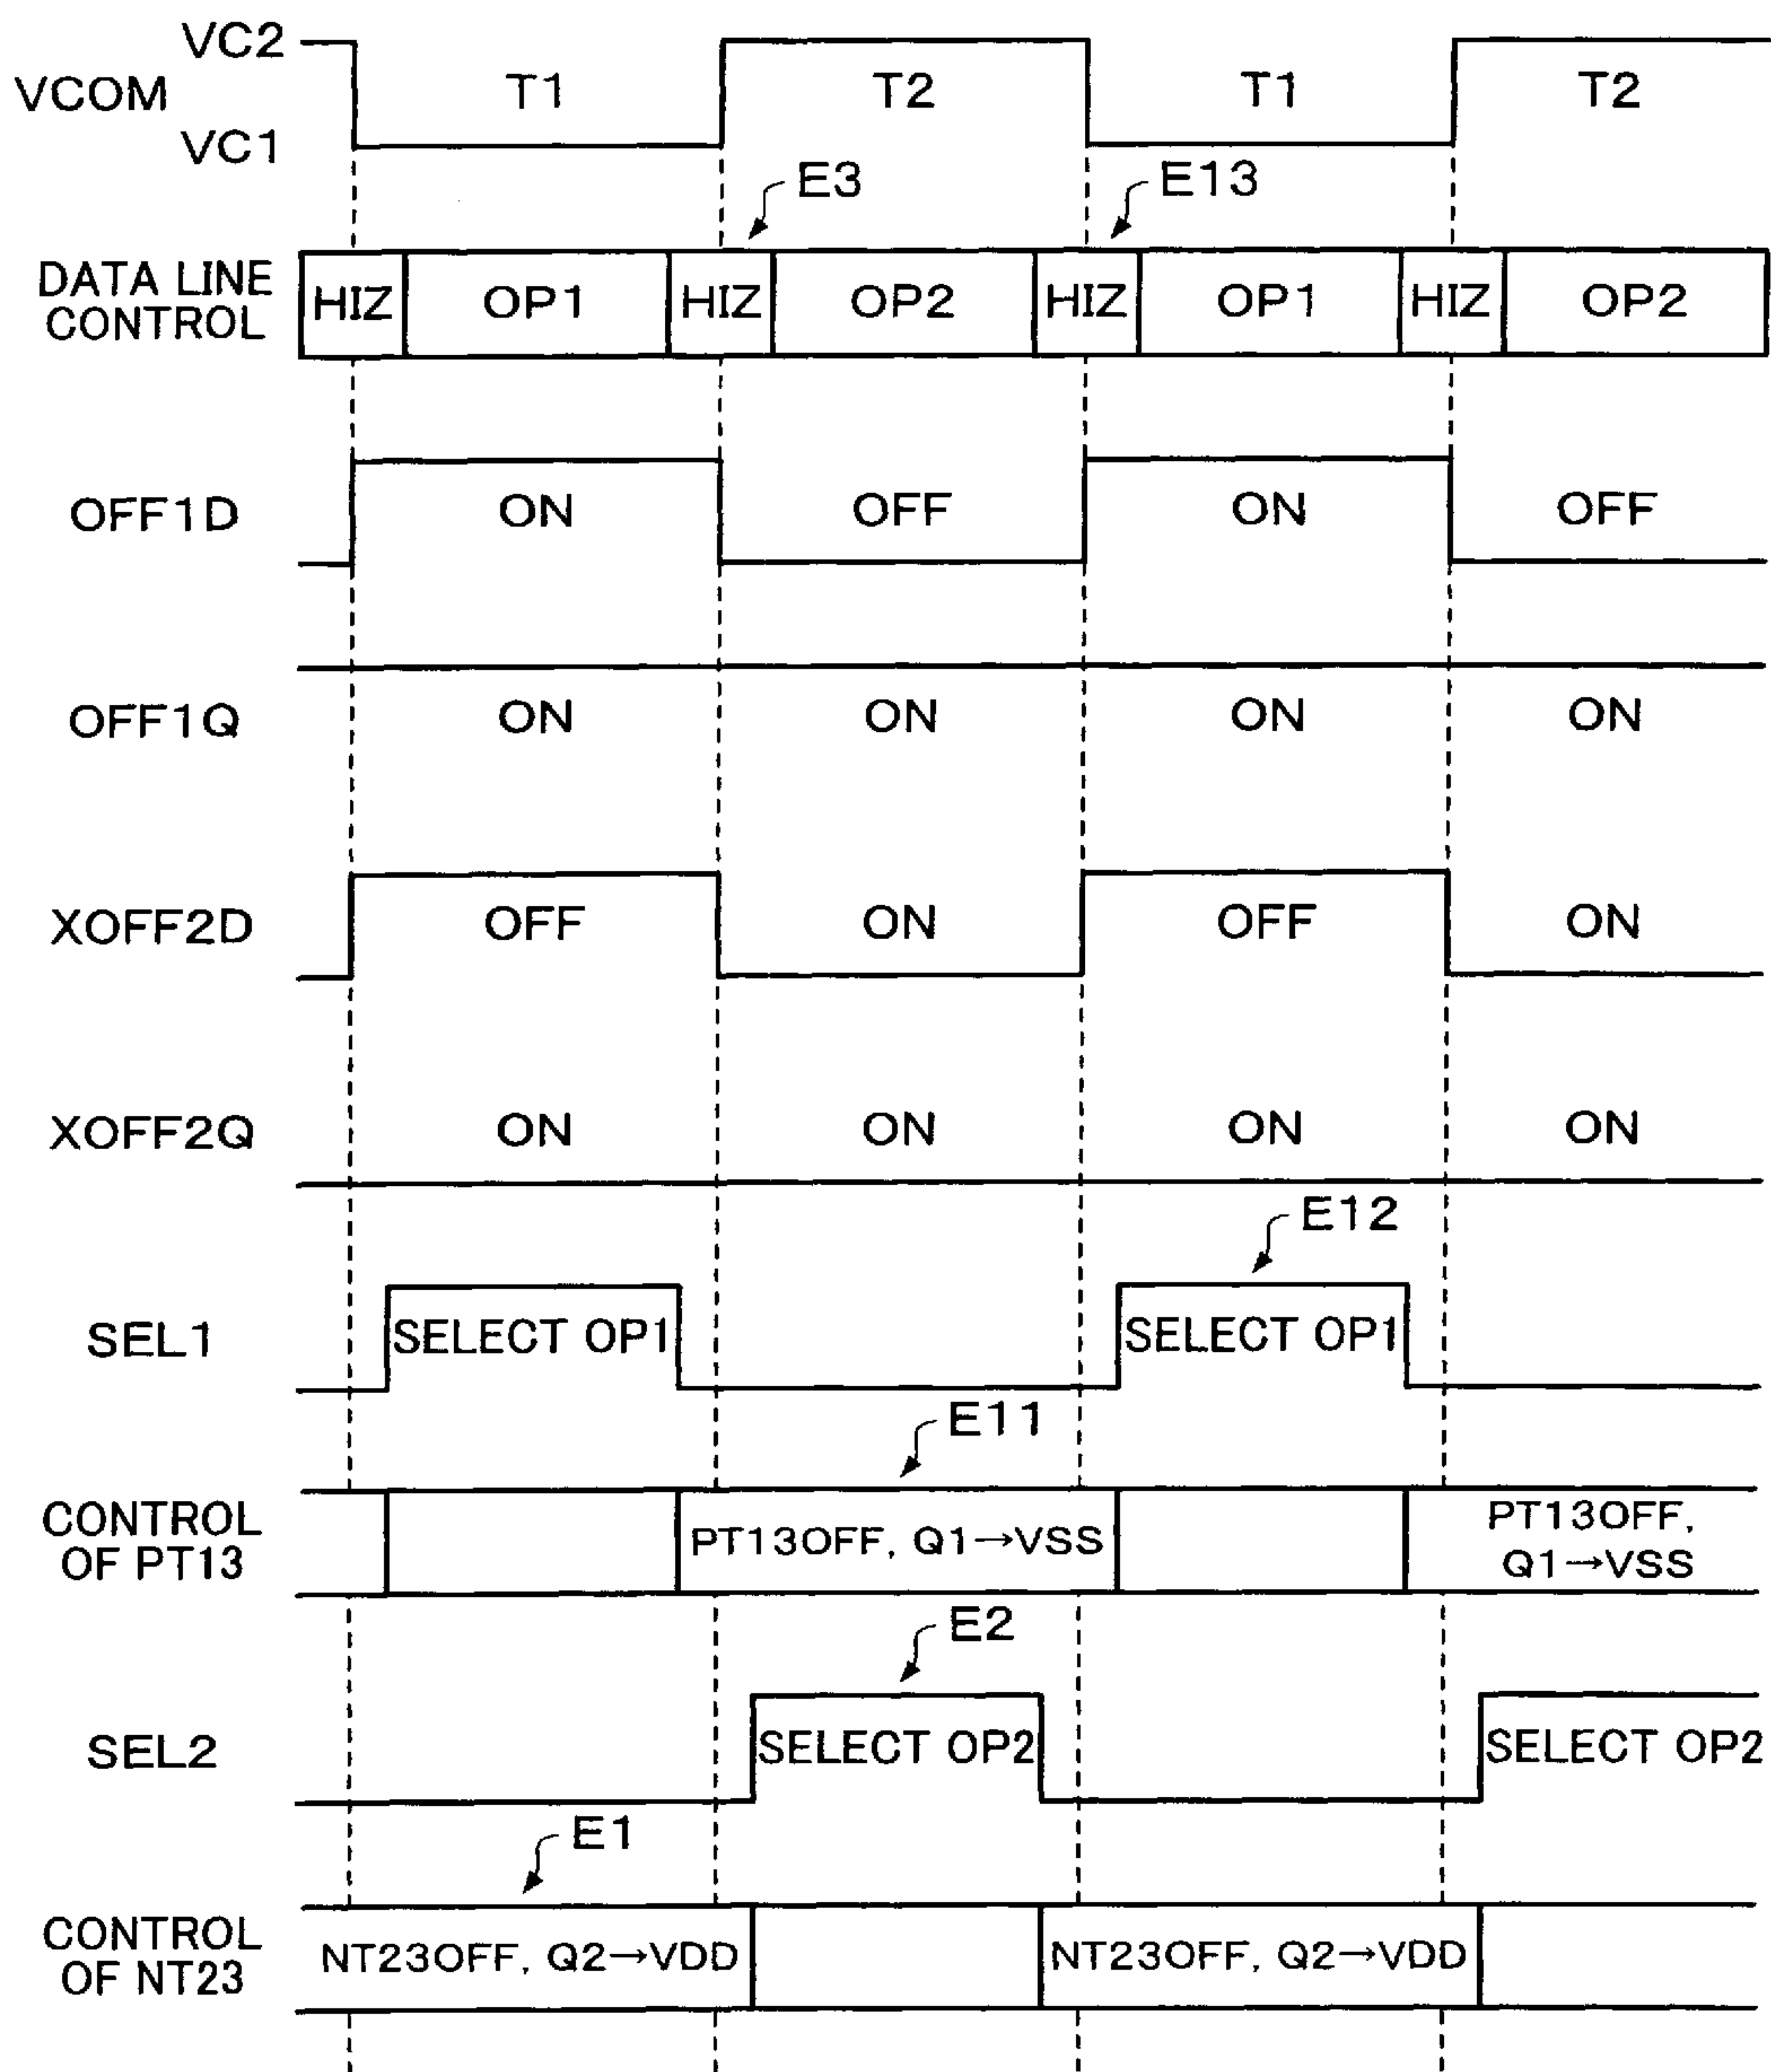 VC2
VCOM
VC1
T1 T2 T1 T2
E3 E13
DATA LINE
CONTROL
HIZ OP1 HIZ OP2 HIZ OP1 HIZ OP2
OFF1D ON OFF ON OFF
OFF1Q ON ON ON ON
XOFF2D OFF ON OFF ON
XOFF2Q ON ON ON ON
E12
SEL1 SELECT OP1 SELECT OP1
E11
CONTROL
OF PT13
PT13OFF, Q1→VSS
PT13OFF,
Q1→VSS
E2
SEL2 SELECT OP2 SELECT OP2
E1
CONTROL
OF NT23
NT23OFF, Q2→VDD NT23OFF, Q2→VDD